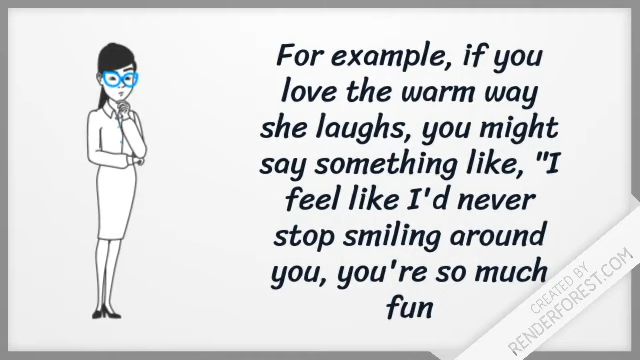 For example, if you
love the warm way
she laughs, you might
say something like, "I
feel like I'd never
stop smiling around
you, you're so much
fun
CREATED BY
RENDERFOREST.COM